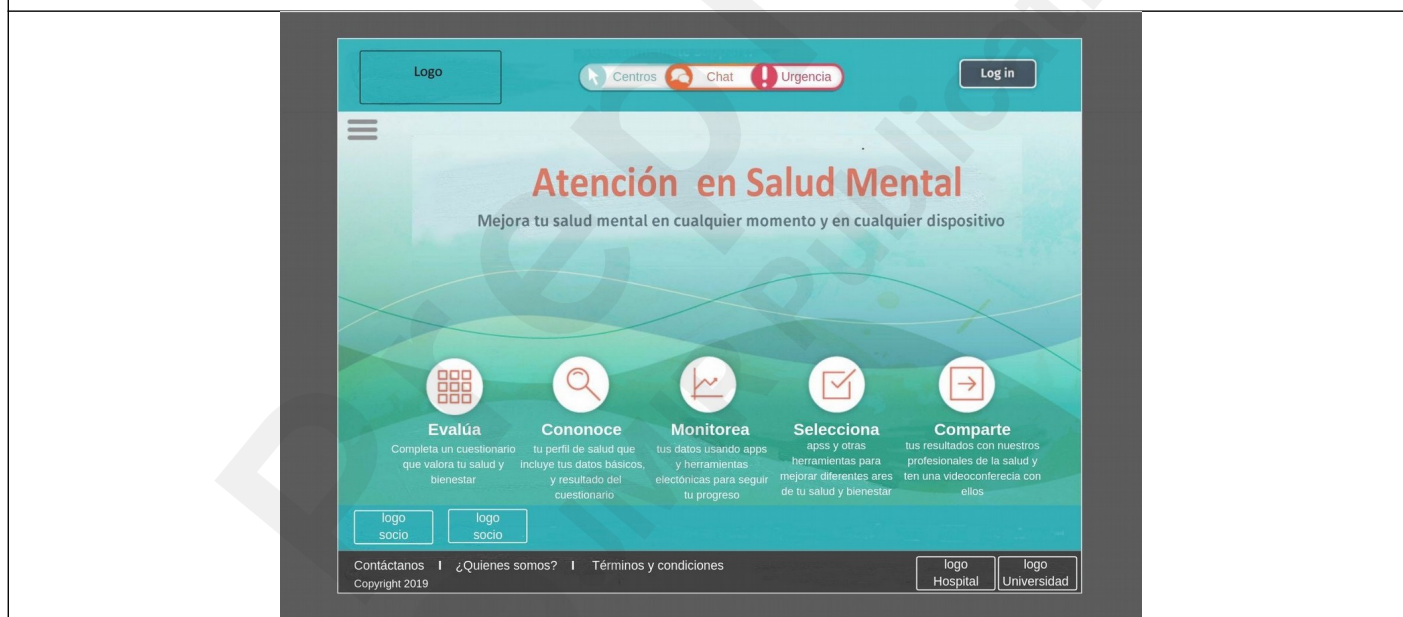 Logo
Centros
Chat
Urgencia
Log in
Atención en Salud Mental
Mejora tu salud mental en cualquier momento y en cualquier dispositivo
Evalúa
Completa un cuestionario
que valora tu salud y
bienestar
Cononoce
tu perfil de salud que
incluye tus datos básicos,
y resultado del
cuestionario
Monitorea
tus datos usando apps
y herramientas
electónicas para seguir
tu progreso
Selecciona
apss y otras
herramientas para
mejorar diferentes ares
de tu salud y bienestar
Comparte
tus resultados con nuestros
profesionales de la salud y
ten una videoconferecia con
ellos
logo
socio
logo
socio
Contáctanos I ¿Quienes somos? I Términos y condiciones
Copyright 2019
logo
Hospital
logo
Universidad